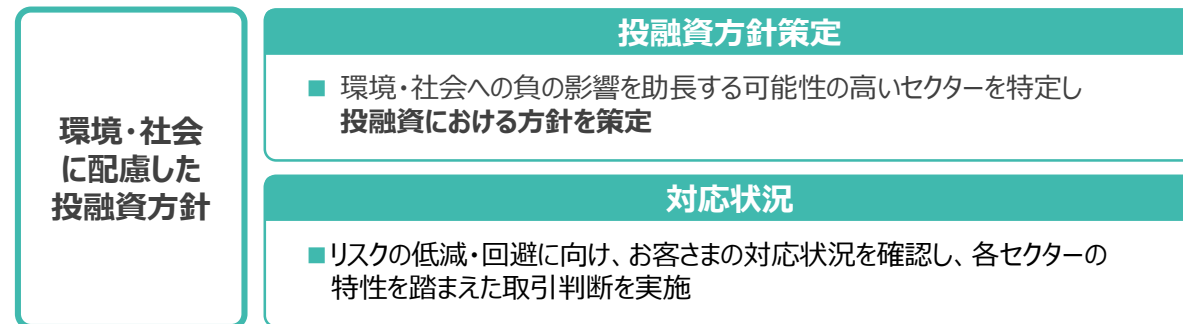 環境・社会
に配慮した
投融資方針
投融資方針策定
■ 環境・社会への負の影響を助長する可能性の高いセクターを特定し
投融資における方針を策定
対応状況
■リスクの低減・回避に向け、お客さまの対応状況を確認し、各セクターの
特性を踏まえた取引判断を実施